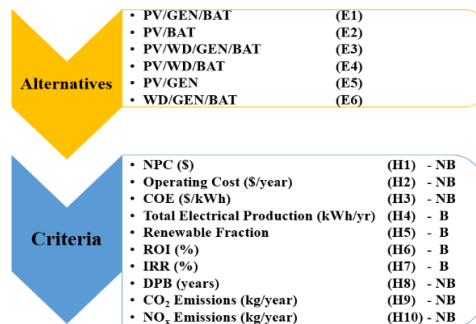 Alternatives
• PV/GEN/BAT (E1)
• PV/BAT (E2)
• PV/WD/GEN/BAT (E3)
• PV/WD/BAT (E4)
• PV/GEN (E5)
• WD/GEN/BAT (E6)
Criteria
• NPC ($) (H1) - NB
• Operating Cost ($/year) (H2) - NB
• COE ($/kWh) (H3) - NB
• Total Electrical Production (kWh/yr) (H4) - B
• Renewable Fraction (H5) - B
• ROI (%) (H6) - B
• IRR (%) (H7) - B
• DPB (years) (H8) - NB
• CO₂ Emissions (kg/year) (H9) - NB
• NOₓ Emissions (kg/year) (H10) - NB